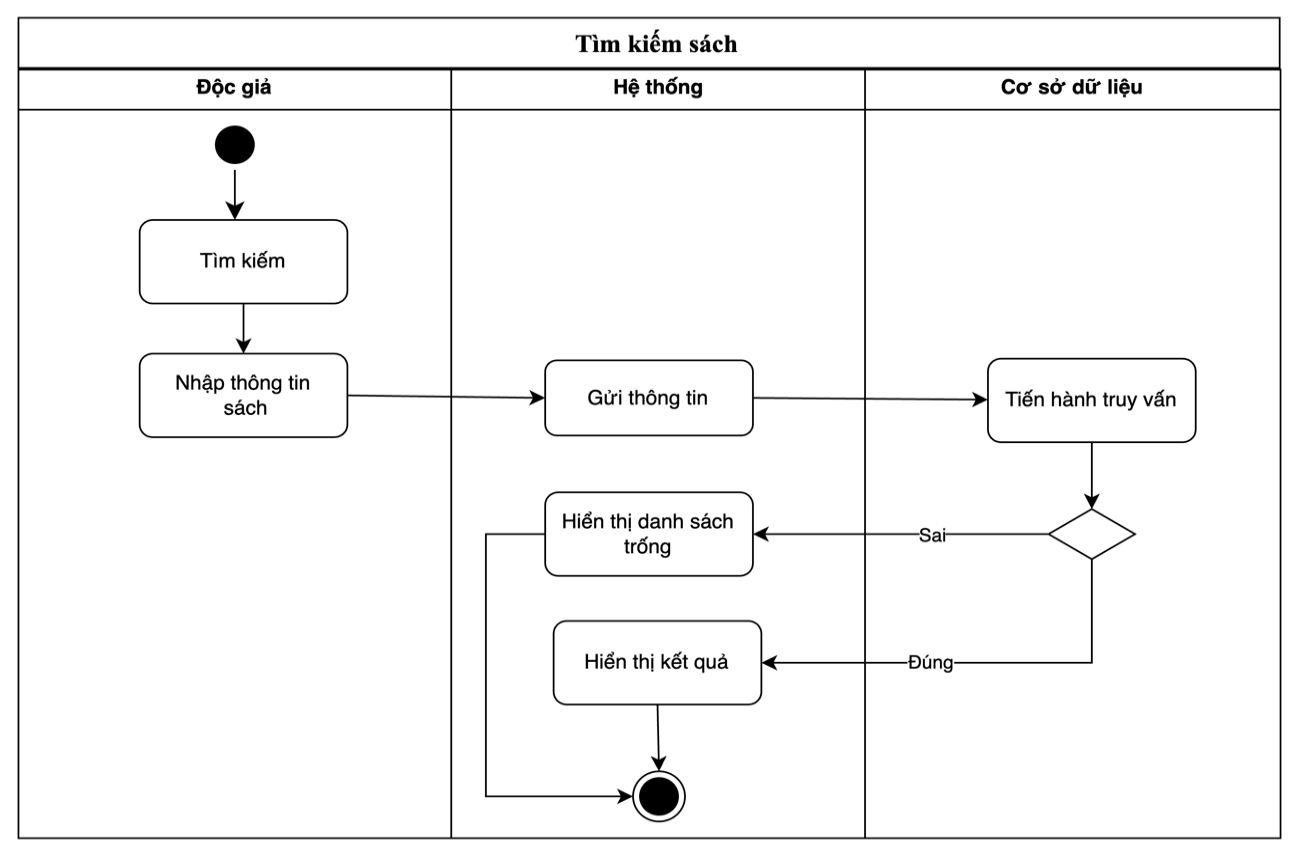 Tìm kiếm sách
Độc giả
Hệ thống
Cơ sở dữ liệu
Tìm kiếm
Nhập thông tin
sách
Gửi thông tin
Tiến hành truy vấn
Hiển thị danh sách
trống
Sai
Hiển thị kết quả
Đúng